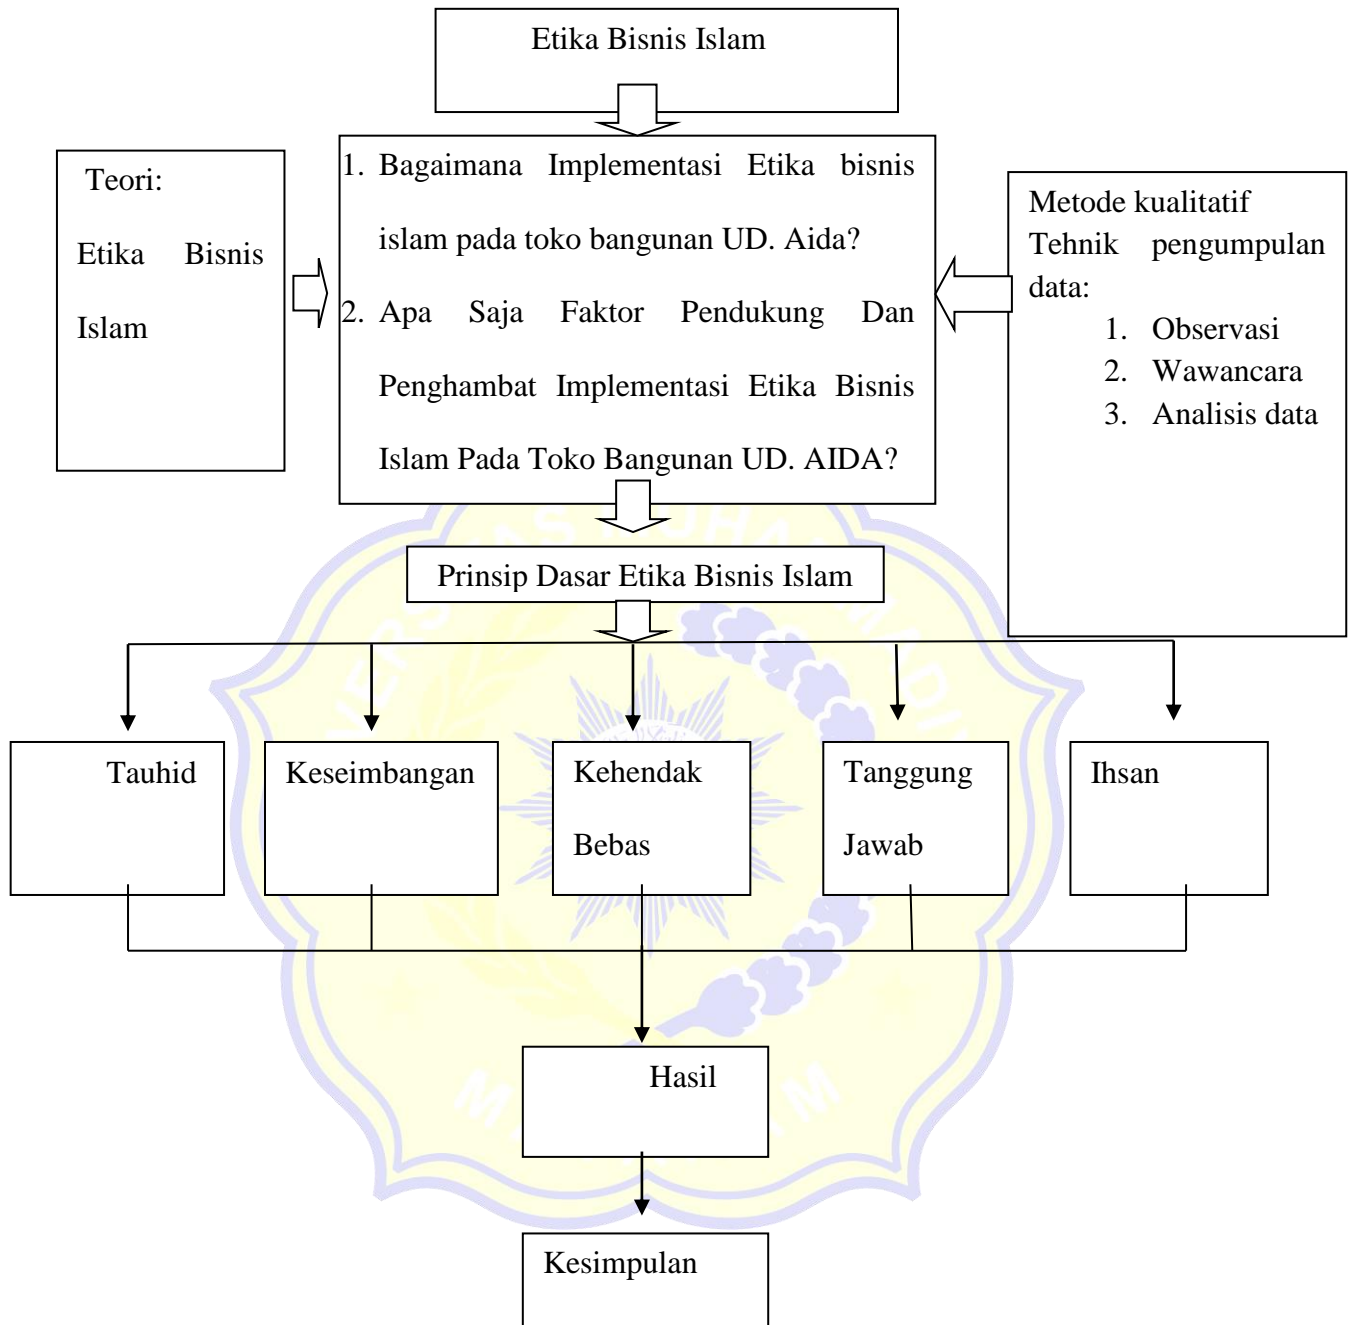 Etika Bisnis Islam
Teori:
Etika Bisnis
Islam
1. Bagaimana Implementasi Etika bisnis
islam pada toko bangunan UD. Aida?
2. Apa Saja Faktor Pendukung Dan
Penghambat Implementasi Etika Bisnis
Islam Pada Toko Bangunan UD. AIDA?
Metode kualitatif
Tehnik pengumpulan
data:
1. Observasi
2. Wawancara
3. Analisis data
Prinsip Dasar Etika Bisnis Islam
Tauhid
Keseimbangan
Kehendak
Bebas
Tanggung
Jawab
Ihsan
Hasil
Kesimpulan